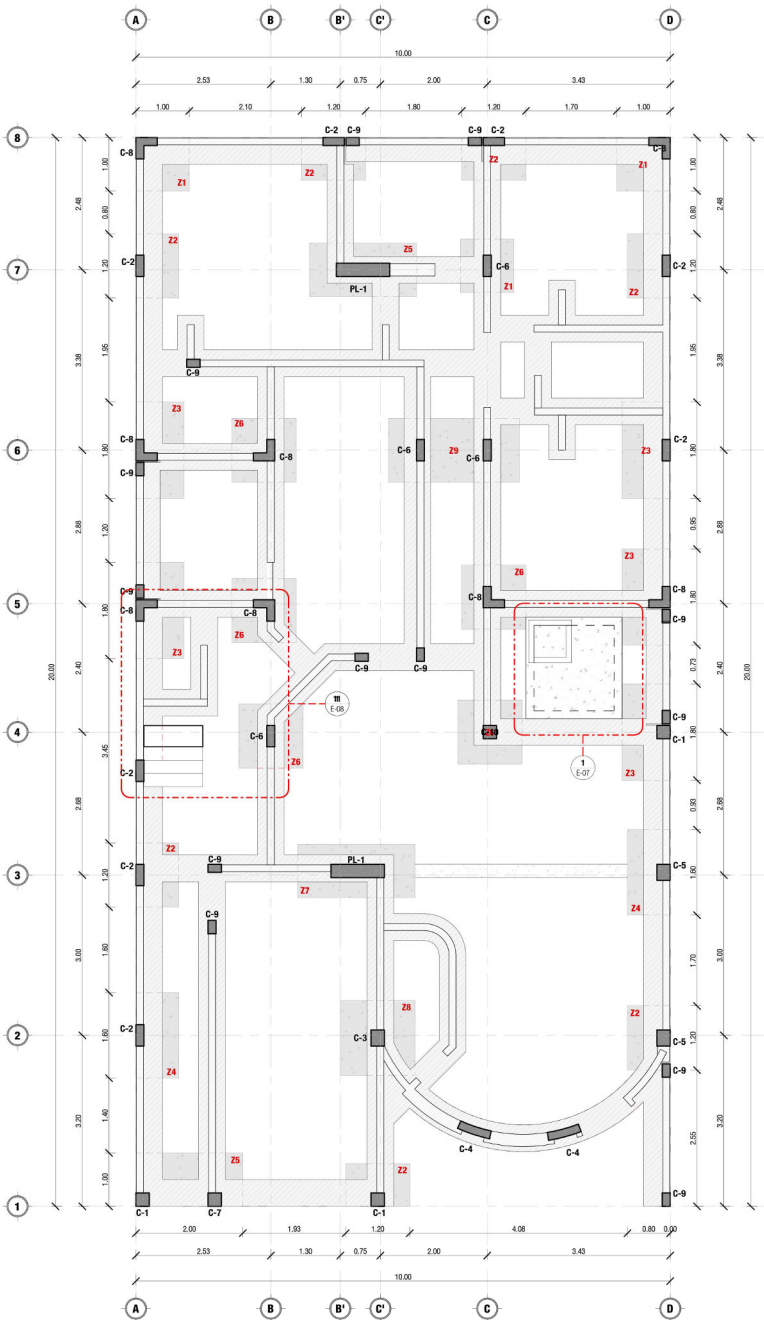 A B B' C' C D
10.00
2.53 1.30 0.75 2.00 3.43
1.00 2.10 1.20 1.80 1.20 1.70 1.00
C-2 C-9 C-9 C-2
8 8
C-8 C-8
Z2 Z1
Z1 Z2
1.00 1.00
2.48 2.48
0.80 0.80
Z2 Z5
7 C-2 C-6 C-2 7
1.20 1.20
PL-1 Z1 Z2
1.95 1.95
3.38 3.38
C-9
Z3 Z6 Z9 Z3
C-8 C-2
6 C-8 C-6 C-6 6
1.80 1.80
C-9
1.20 0.95
2.88 2.88
Z6 Z3
C-9 C-8 C-8
5 C-8 C-8 5
1.80 1.80
C-9
Z6
Z3
20.00 20.00
2.40 0.73 2.40
C-9 C-9
111
E-08
C-9
4 C-6 C-1 4
1.80
3.45
Z6 1
E-07
C-2 Z3
2.68 0.93 2.68
Z2
C-9 PL-1
3 C-2 C-5 3
1.20 1.60
Z7
Z4
C-9
1.60 1.70
3.00 3.00
Z8 Z2
2 C-2 C-3 C-5 2
1.60 1.20
C-9
Z4
1.40 2.55
3.20 3.20
C-4 C-4
Z5 Z2
1.00
1 C-9 1
C-1 C-7 C-1
2.00 1.93 1.20 4.08 0.80 0.00
2.53 1.30 0.75 2.00 3.43
10.00
A B B' C' C D